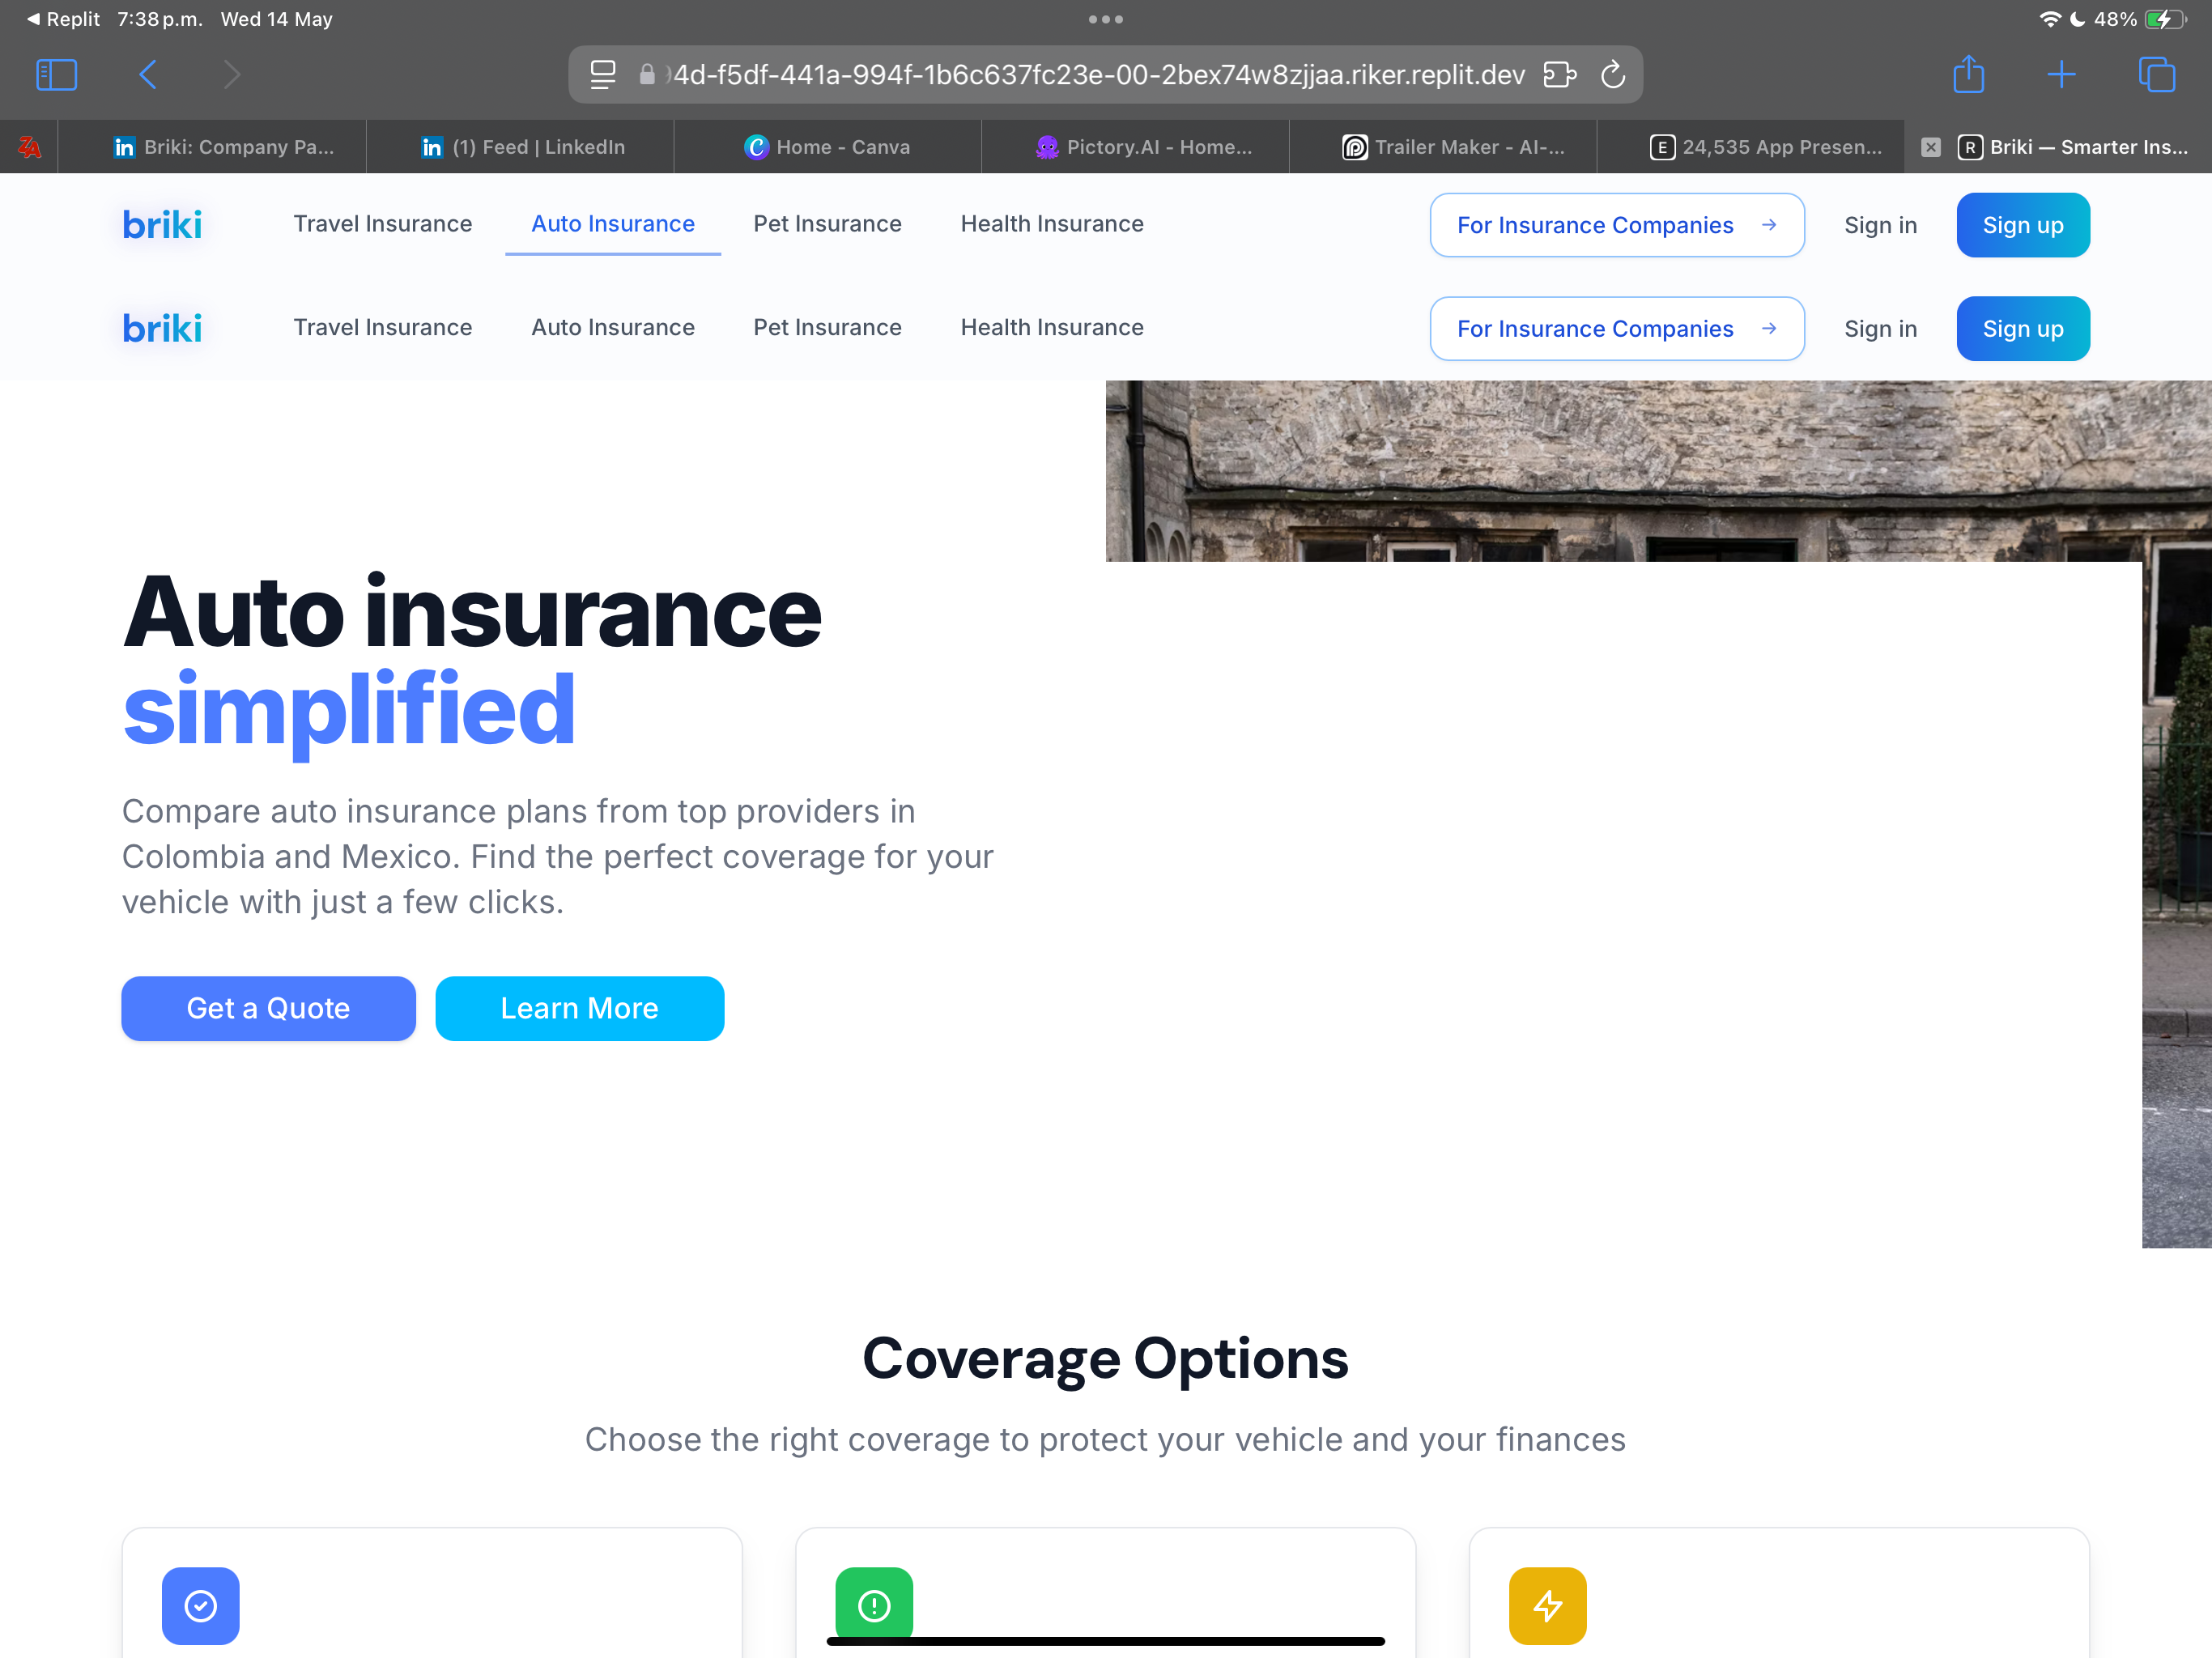 Replit 7:38 p.m. Wed 14 May
48%
4d-f5df-441a-994f-1b6c637fc23e-00-2bex74w8zjjaa.riker.replit.dev
ZA
in Briki: Company Pa...
in (1) Feed | LinkedIn
C Home - Canva
Pictory.AI - Home...
Trailer Maker - AI-...
E 24,535 App Presen...
R Briki — Smarter Ins...
briki Travel Insurance Auto Insurance Pet Insurance Health Insurance For Insurance Companies → Sign in Sign up
briki Travel Insurance Auto Insurance Pet Insurance Health Insurance For Insurance Companies → Sign in Sign up
Auto insurance
simplified
Compare auto insurance plans from top providers in
Colombia and Mexico. Find the perfect coverage for your
vehicle with just a few clicks.
Get a Quote Learn More
Coverage Options
Choose the right coverage to protect your vehicle and your finances